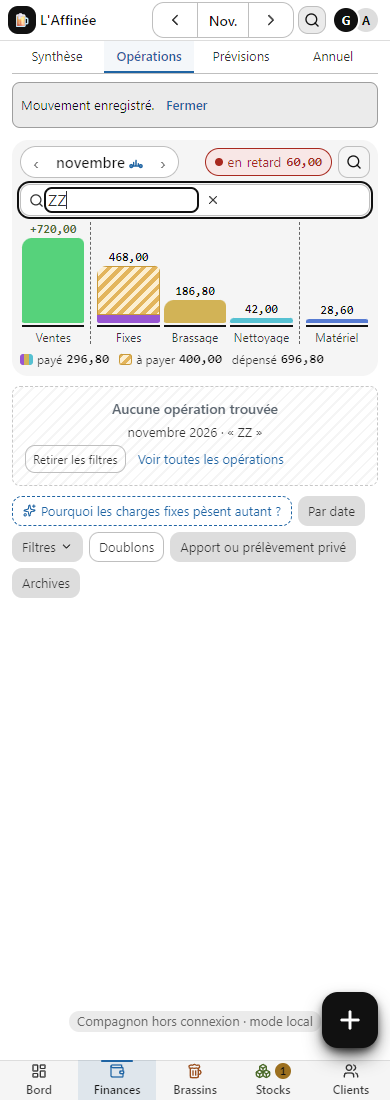 L'Affinée
Nov.
G A
Synthèse Opérations Prévisions Annuel
Mouvement enregistré. Fermer
novembre
en retard 60,00
ZZ
+720,00
468,00
186,80
42,00
28,60
Ventes Fixes Brassage Nettoyage Matériel
payé 296,80 à payer 400,00 dépensé 696,80
Aucune opération trouvée
novembre 2026 · « ZZ »
Retirer les filtres Voir toutes les opérations
Pourquoi les charges fixes pèsent autant ? Par date
Filtres Doublons Apport ou prélèvement privé
Archives
Compagnon hors connexion · mode local
1
Bord Finances Brassins Stocks Clients